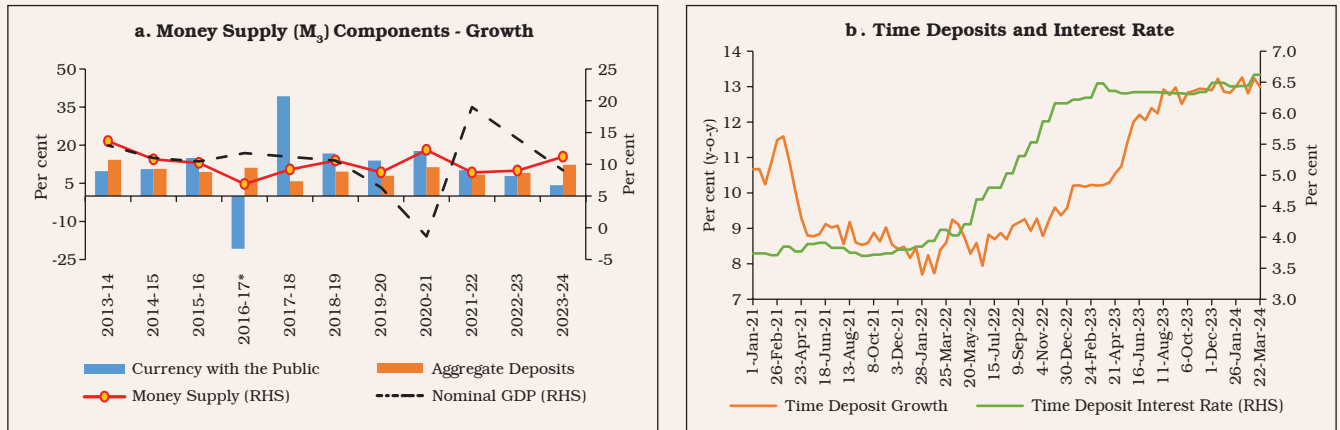 a. Money Supply (M3) Components - Growth
Per cent
50
35
20
5
-10
-25
25
20
15
10
5
0
-5
Per cent
2013-14
2014-15
2015-16
2016-17*
2017-18
2018-19
2019-20
2020-21
2021-22
2022-23
2023-24
Currency with the Public
Aggregate Deposits
Money Supply (RHS)
Nominal GDP (RHS)
b. Time Deposits and Interest Rate
Per cent (y-o-y)
14
13
12
11
10
9
8
7
7.0
6.5
6.0
5.5
5.0
4.5
4.0
3.5
3.0
Per cent
1-Jan-21
26-Feb-21
23-Apr-21
18-Jun-21
13-Aug-21
8-Oct-21
3-Dec-21
28-Jan-22
25-Mar-22
20-May-22
15-Jul-22
9-Sep-22
4-Nov-22
30-Dec-22
24-Feb-23
21-Apr-23
16-Jun-23
11-Aug-23
6-Oct-23
1-Dec-23
26-Jan-24
22-Mar-24
Time Deposit Growth
Time Deposit Interest Rate (RHS)